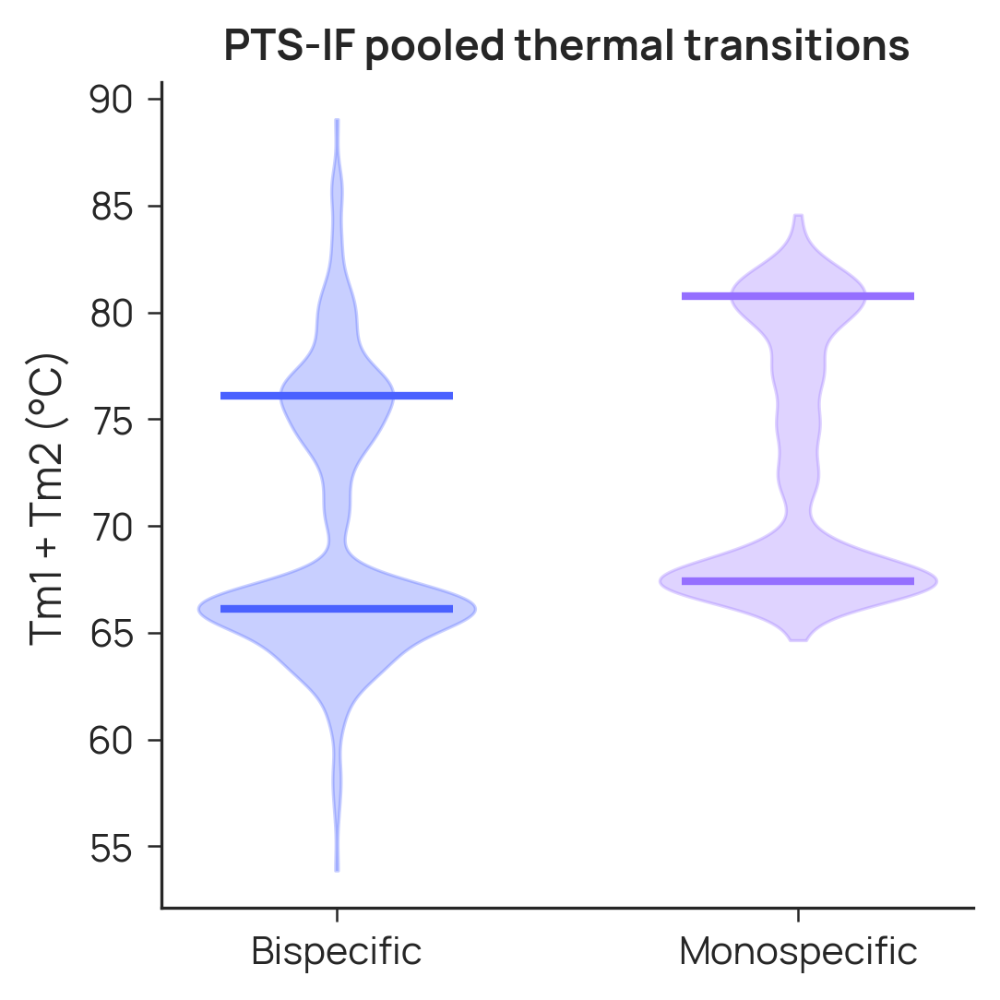 PTS-IF pooled thermal transitions
Tm1 + Tm2 (°C)
90
85
80
75
70
65
60
55
Bispecific
Monospecific